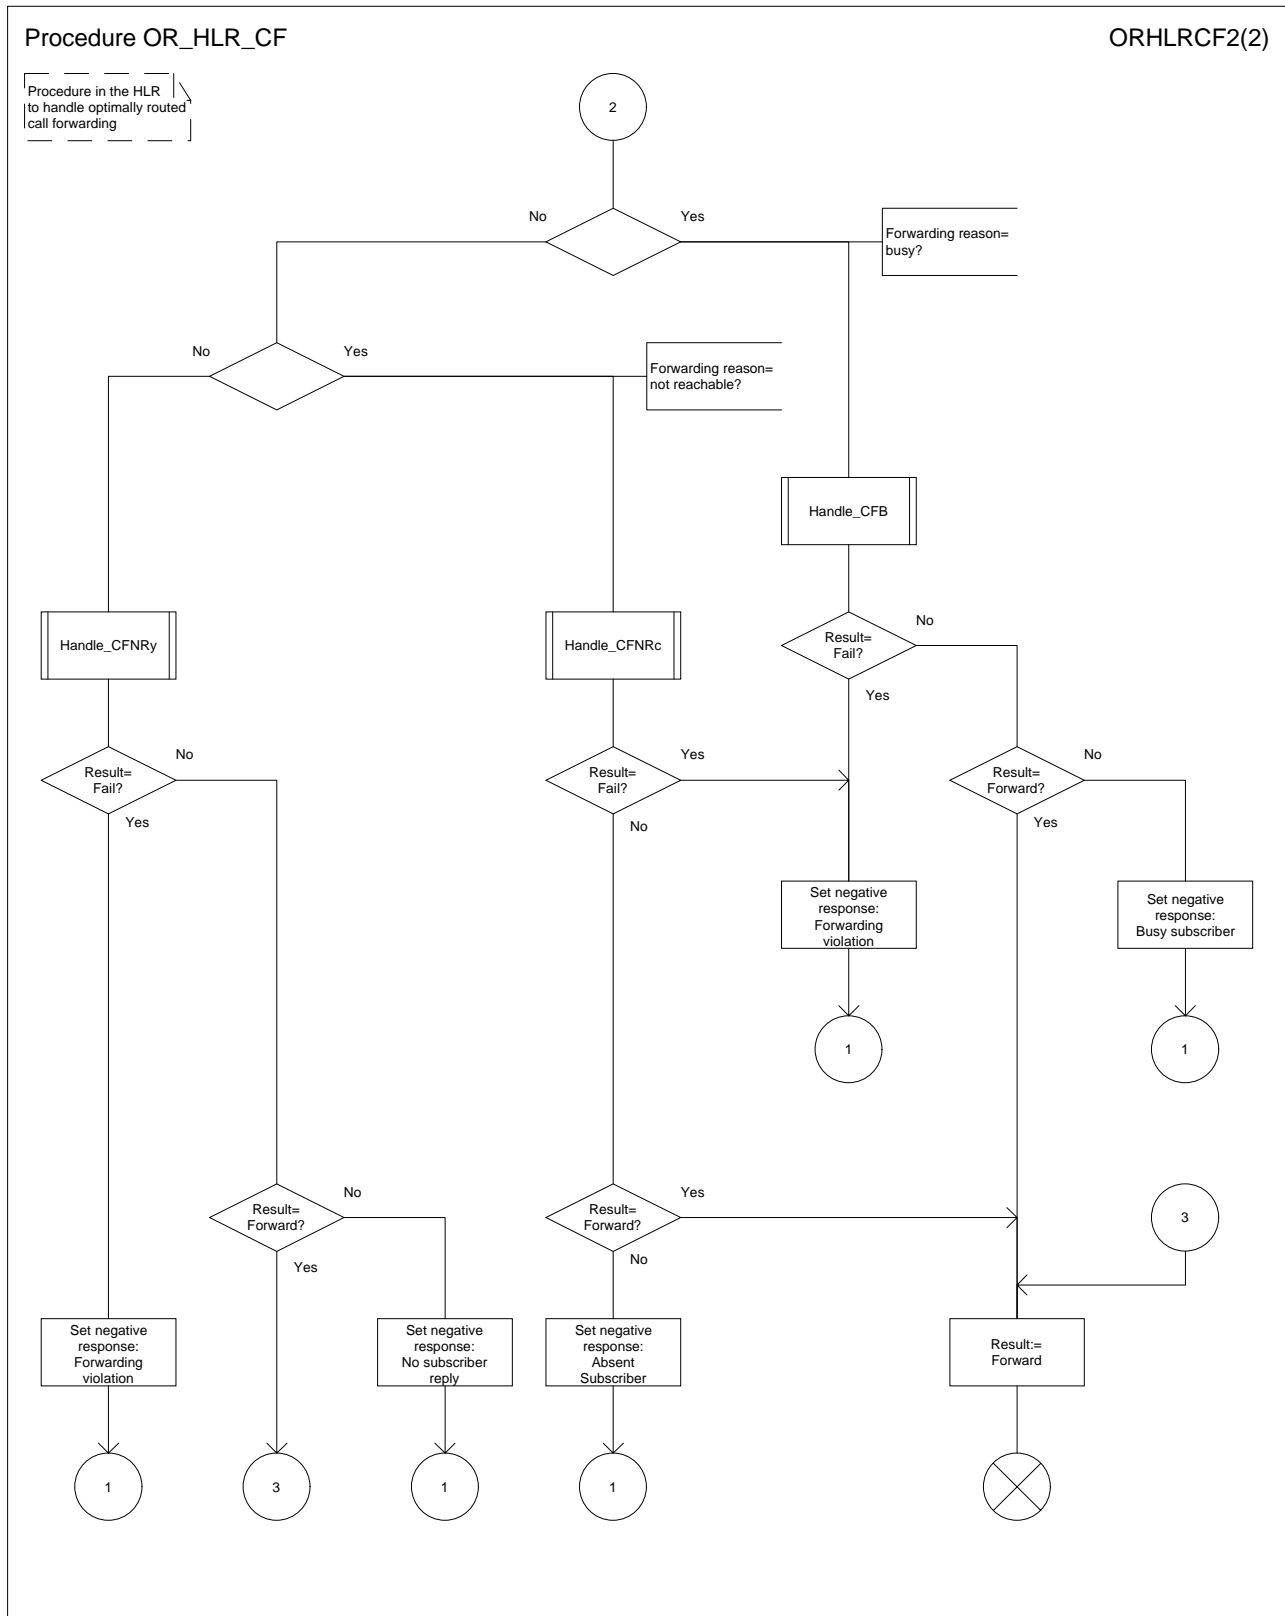 Procedure OR_HLR_CF
ORHLRCF2(2)
Procedure in the HLR
to handle optimally routed
call forwarding
2
No
Yes
Forwarding reason=
busy?
No
Yes
Forwarding reason=
not reachable?
Handle_CFB
Handle_CFNRy
Handle_CFNRc
Result=
Fail?
No
Yes
Result=
Fail?
No
Yes
Result=
Fail?
Yes
No
Result=
Forward?
No
Yes
Set negative
response:
Forwarding
violation
Set negative
response:
Busy subscriber
1
1
Result=
Forward?
No
Yes
Result=
Forward?
Yes
No
3
Set negative
response:
Forwarding
violation
Set negative
response:
No subscriber
reply
Set negative
response:
Absent
Subscriber
Result:=
Forward
1
3
1
1